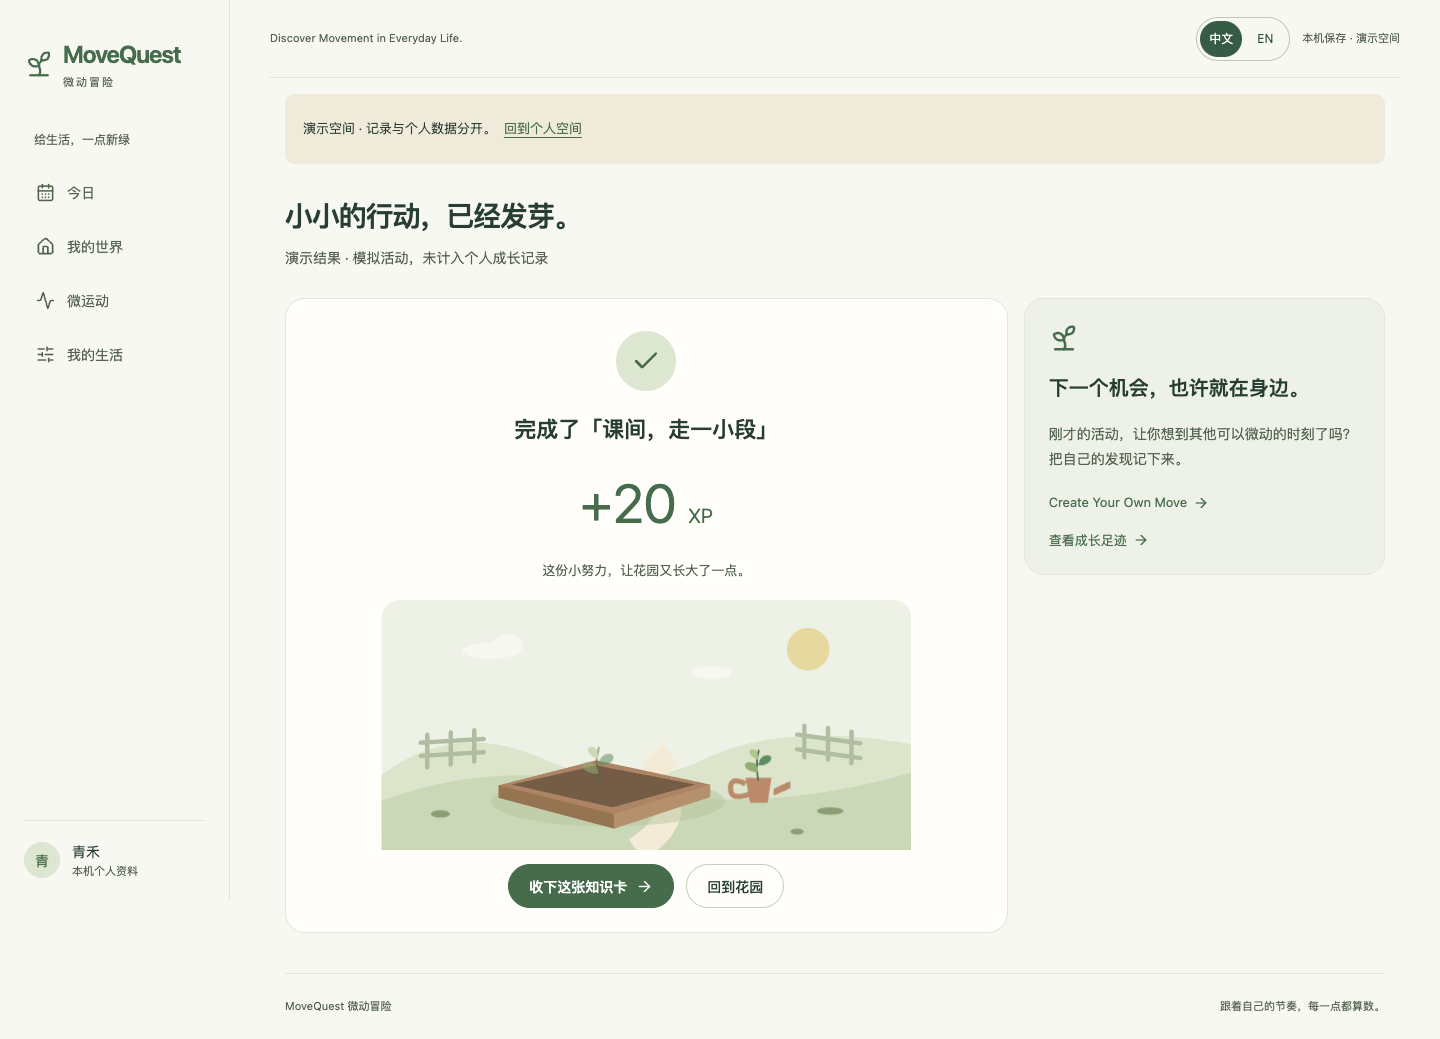 MoveQuest
微动冒险
给生活，一点新绿
今日
我的世界
微运动
我的生活
青
青禾
本机个人资料
Discover Movement in Everyday Life.
中文
EN
本机保存 · 演示空间
演示空间 · 记录与个人数据分开。 回到个人空间
小小的行动，已经发芽。
演示结果 · 模拟活动，未计入个人成长记录
完成了「课间，走一小段」
+20 XP
这份小努力，让花园又长大了一点。
收下这张知识卡
回到花园
下一个机会，也许就在身边。
刚才的活动，让你想到其他可以微动的时刻了吗？
把自己的发现记下来。
Create Your Own Move
查看成长足迹
MoveQuest 微动冒险
跟着自己的节奏，每一点都算数。